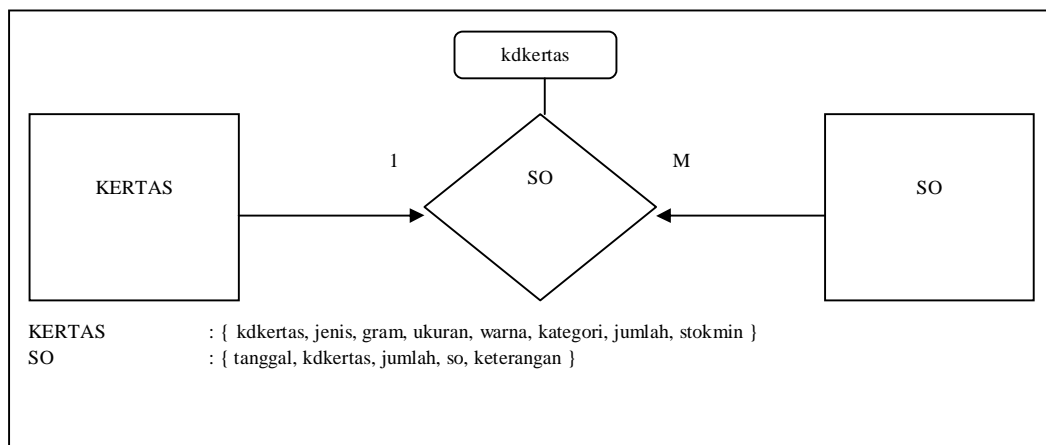 kdkertas
1
M
KERTAS
SO
SO
KERTAS : { kdkertas, jenis, gram, ukuran, warna, kategori, jumlah, stokmin }
SO : { tanggal, kdkertas, jumlah, so, keterangan }